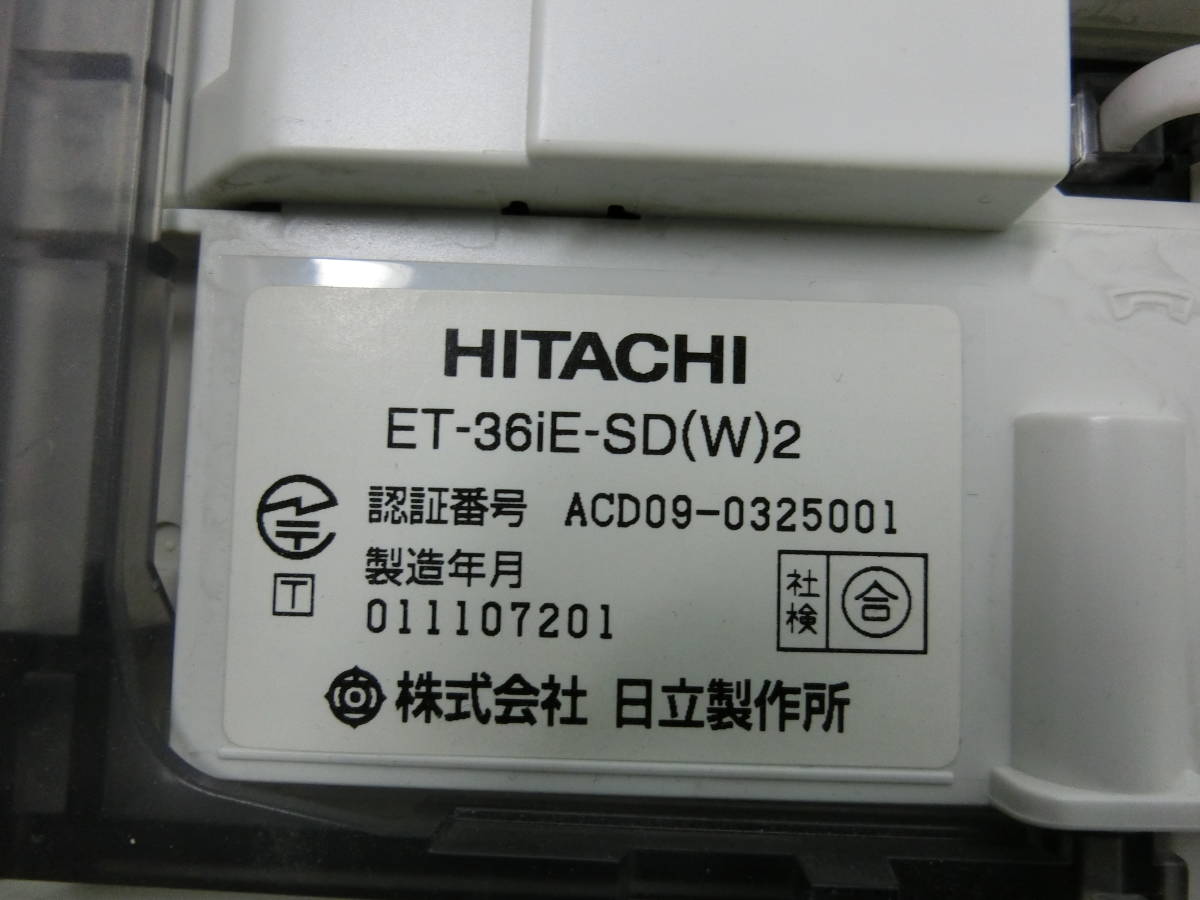 HITACHI
ET-36iE-SD(W)2
認証番号 ACD09-0325001
T
製造年月
011107201
社検 合
株式会社 日立製作所